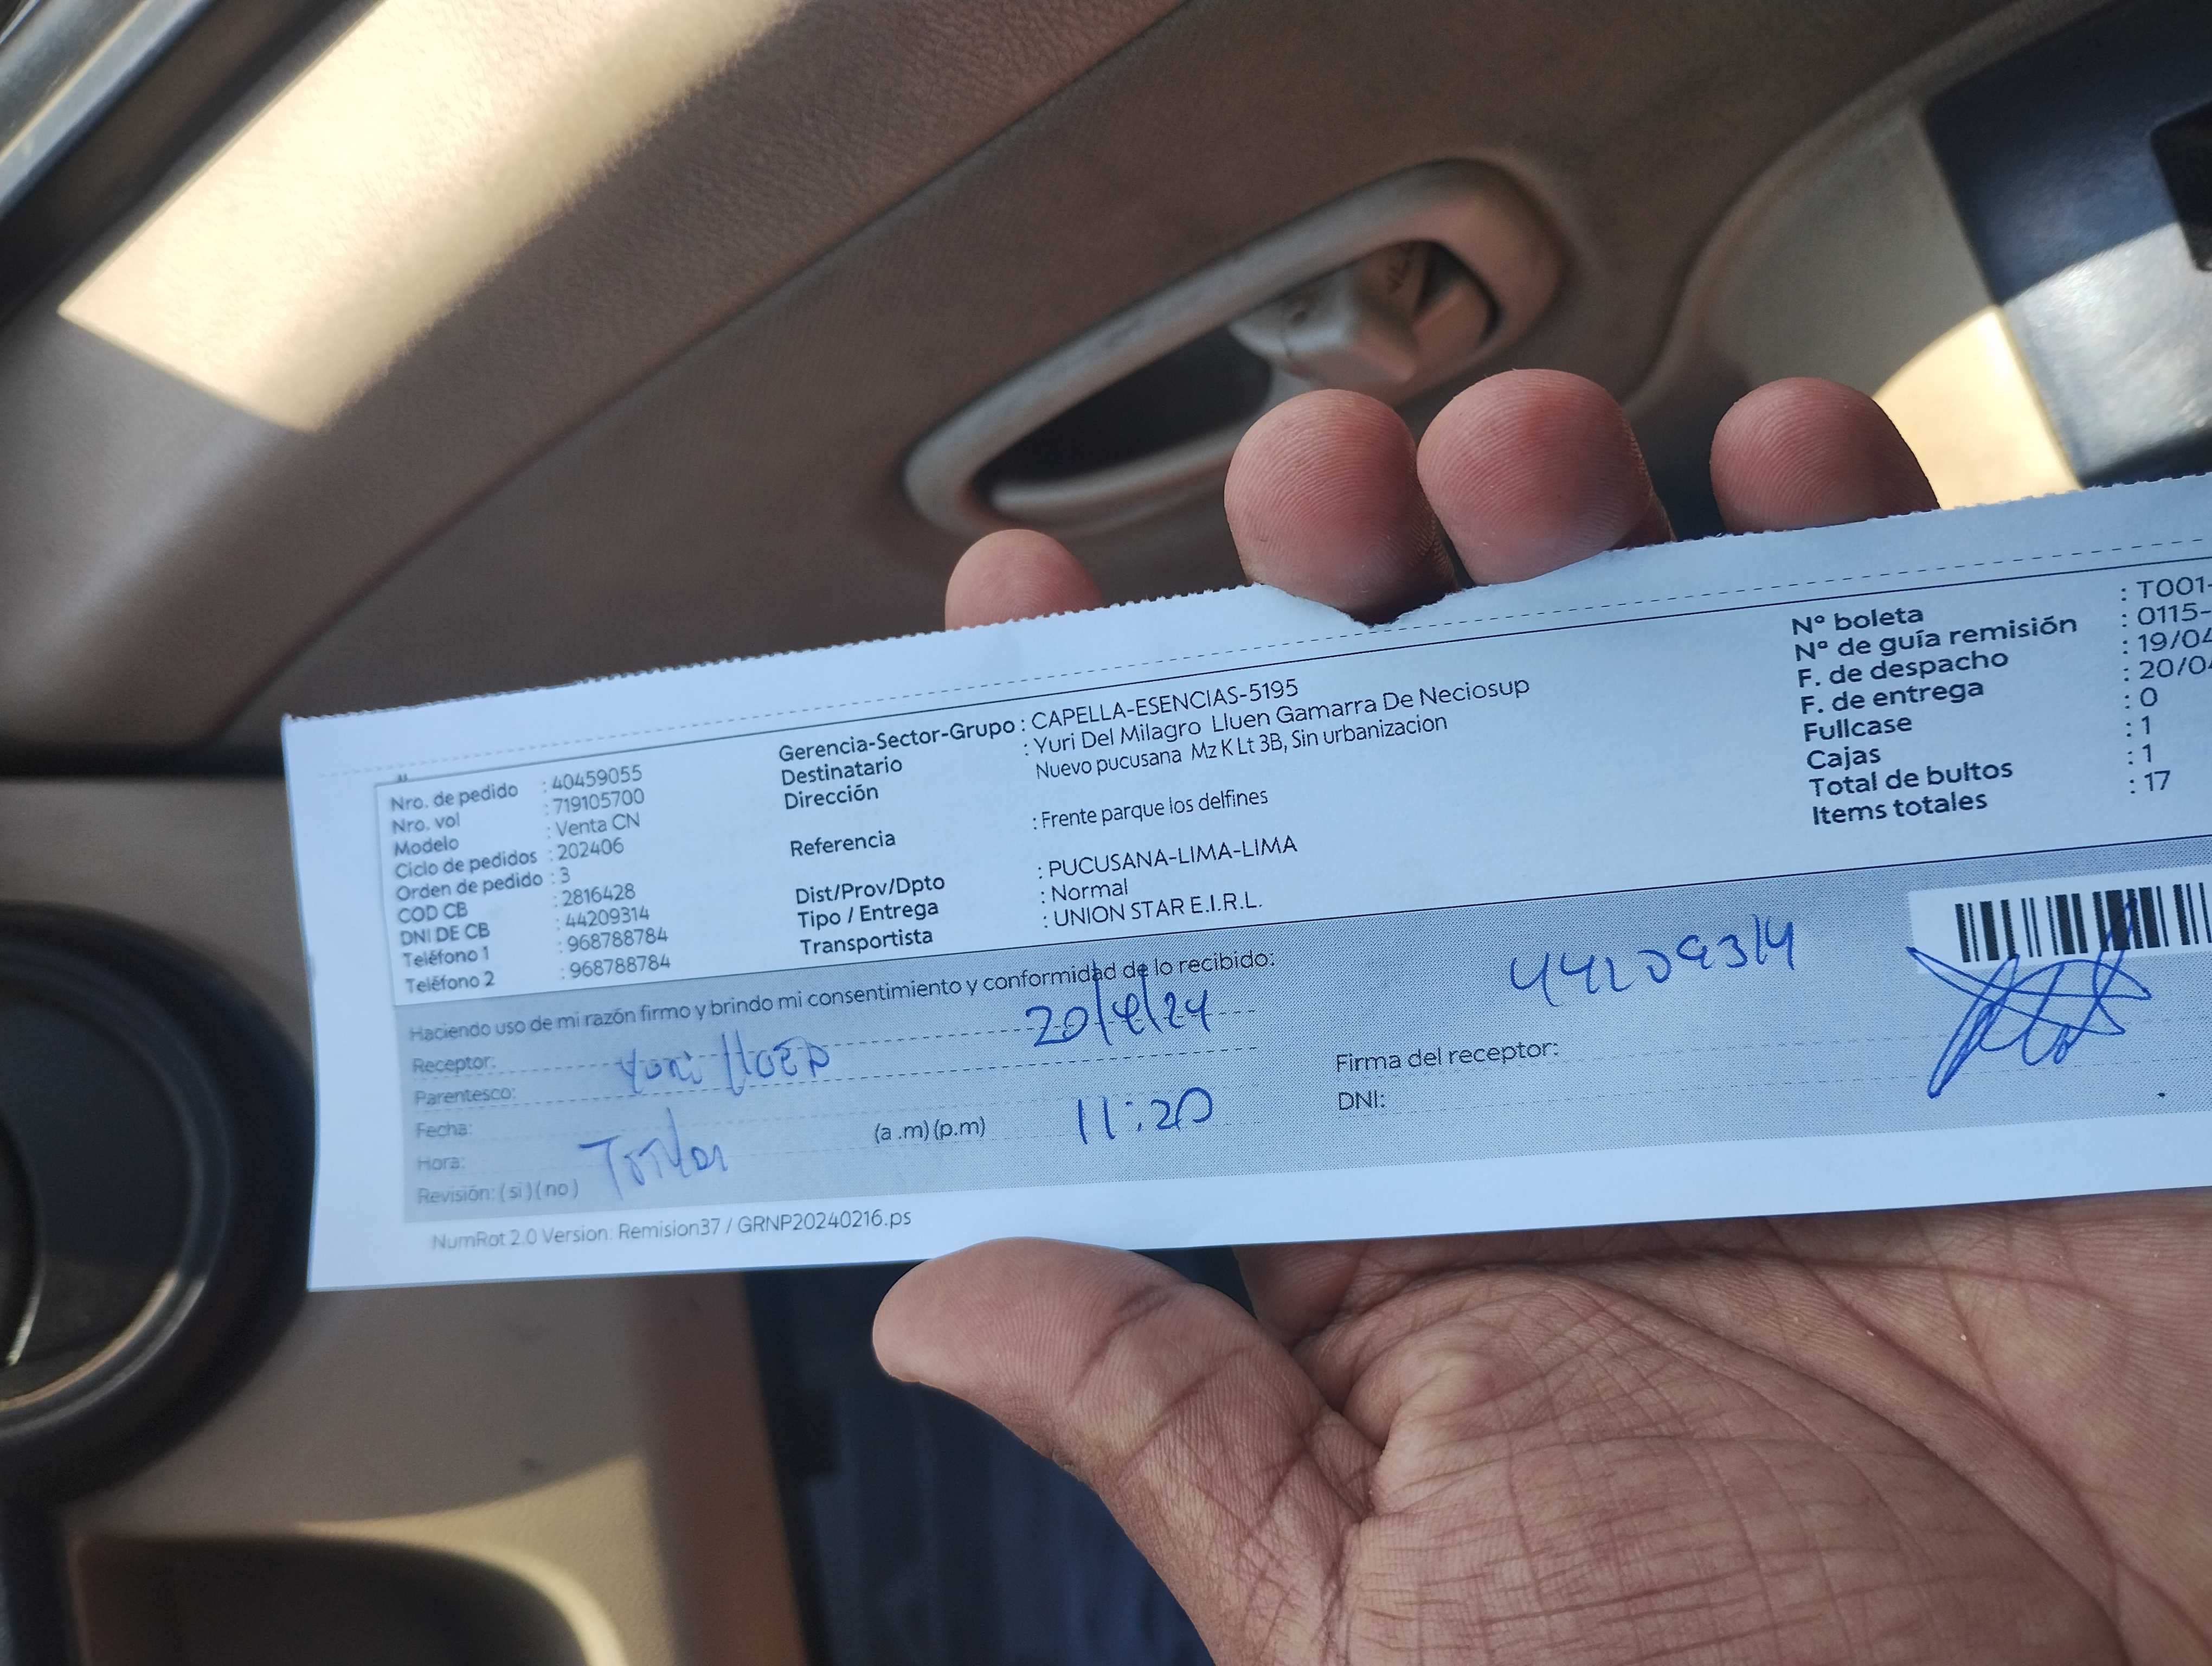 Nro. de pedido : 40459055
Nro. vol : 719105700
Modelo : Venta CN
Ciclo de pedidos : 202406
Orden de pedido : 3
COD CB : 2816428
DNI DE CB : 44209314
Teléfono 1 : 968788784
Teléfono 2 : 968788784
Gerencia-Sector-Grupo : CAPELLA-ESENCIAS-5195
Destinatario : Yuri Del Milagro Lluen Gamarra De Neciosup
Dirección Nuevo pucusana Mz K Lt 3B, Sin urbanizacion
Referencia : Frente parque los delfines
Dist/Prov/Dpto : PUCUSANA-LIMA-LIMA
Tipo / Entrega : Normal
Transportista : UNION STAR E.I.R.L.
N° boleta : T001-
N° de guía remisión : 0115-
F. de despacho : 19/04
F. de entrega : 20/0
Fullcase : 0
Cajas : 1
Total de bultos : 1
Items totales : 17
Haciendo uso de mi razón firmo y brindo mi consentimiento y conformidad de lo recibido:
Receptor: Yuri 20/4/24 44209314
Parentesco:
Fecha:
Hora: (a .m) (p.m) 11:20
Revisión: ( si ) ( no )
Firma del receptor:
DNI:
NumRot 2.0 Version: Remision37 / GRNP20240216.ps